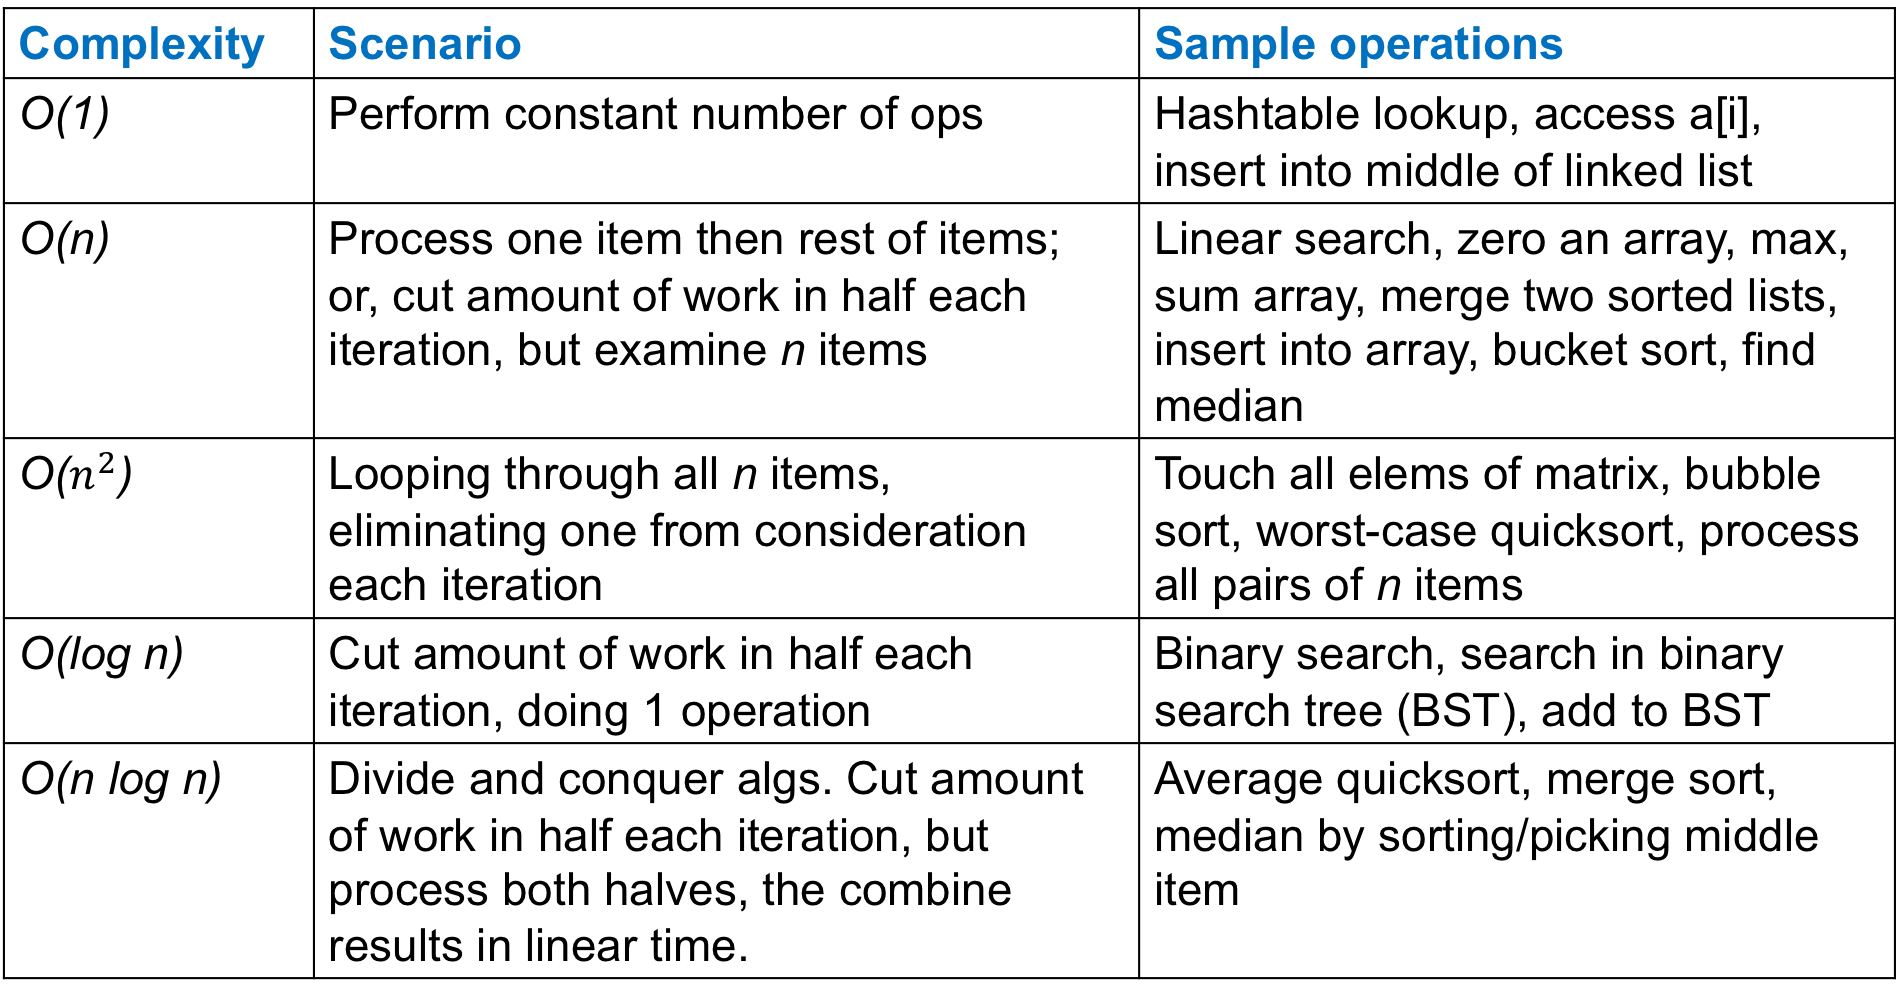 Complexity
Scenario
Sample operations
O(1)
Perform constant number of ops
Hashtable lookup, access a[i],
insert into middle of linked list
O(n)
Process one item then rest of items;
or, cut amount of work in half each
iteration, but examine n items
Linear search, zero an array, max,
sum array, merge two sorted lists,
insert into array, bucket sort, find
median
O(n²)
Looping through all n items,
eliminating one from consideration
each iteration
Touch all elems of matrix, bubble
sort, worst-case quicksort, process
all pairs of n items
O(log n)
Cut amount of work in half each
iteration, doing 1 operation
Binary search, search in binary
search tree (BST), add to BST
O(n log n)
Divide and conquer algs. Cut amount
of work in half each iteration, but
process both halves, the combine
results in linear time.
Average quicksort, merge sort,
median by sorting/picking middle
item